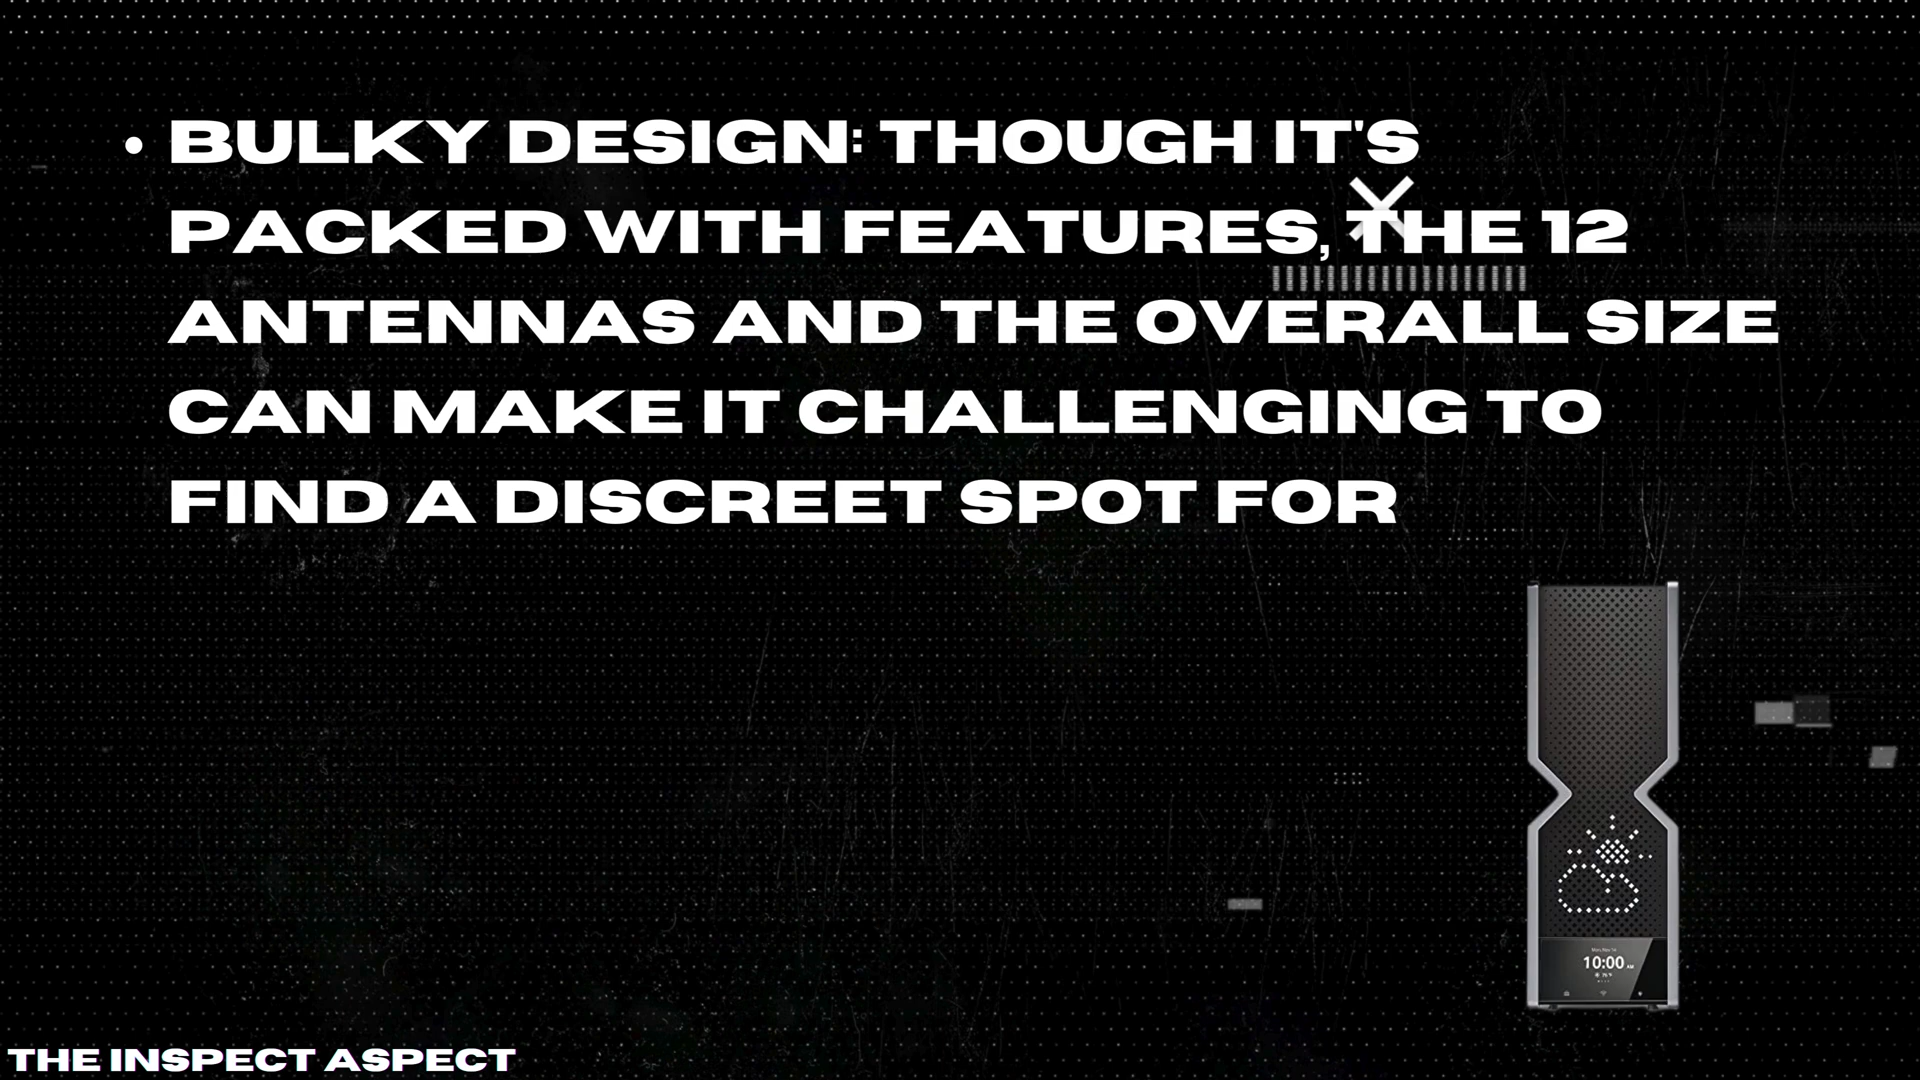 • BULKY DESIGN: THOUGH IT'S
PACKED WITH FEATURES, THE 12
ANTENNAS AND THE OVERALL SIZE
CAN MAKE IT CHALLENGING TO
FIND A DISCREET SPOT FOR
10:00 AM
THE INSPECT ASPECT